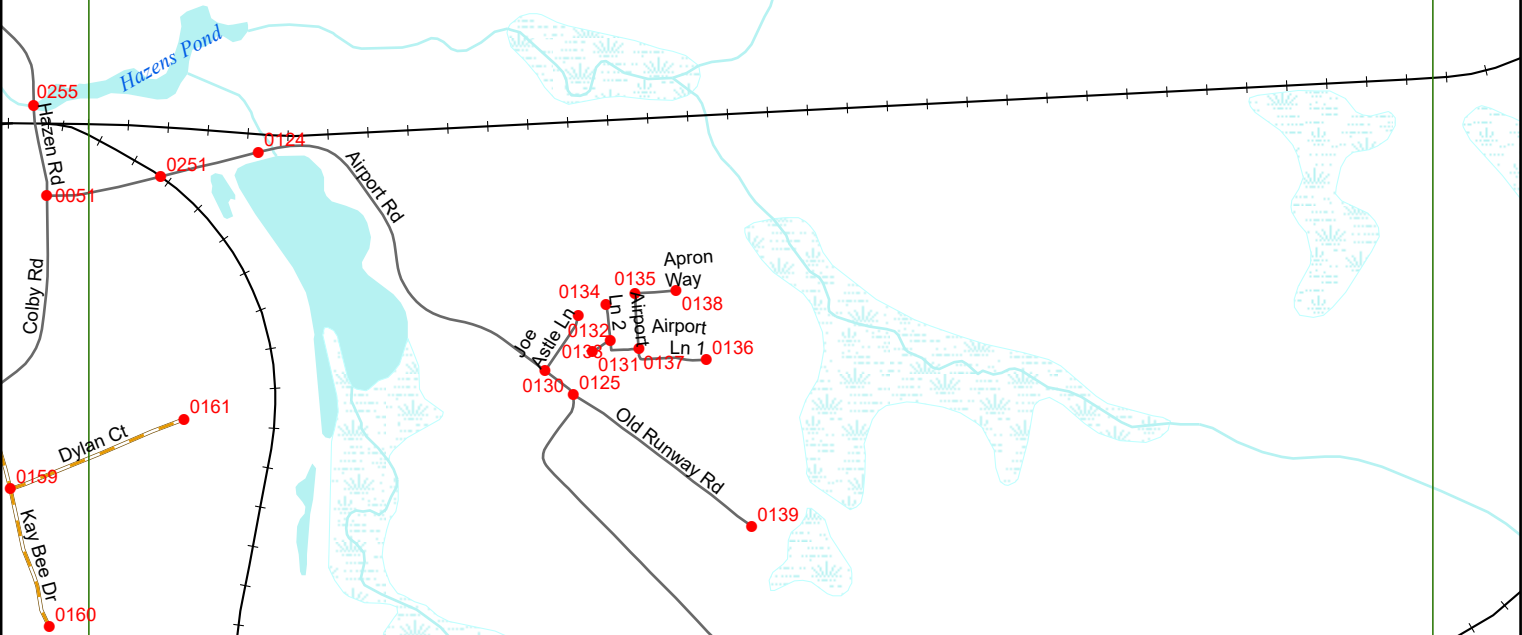 Hazens Pond
0255
Hazen Rd
0124
0251
0051
Airport Rd
Colby Rd
Apron
Way
0135
0134
0138
Ln 2
Airport
Airport
Ln 1
0136
Joe
Astle Ln
0132
0131
0137
0130
0125
0161
Dylan Ct
Old Runway Rd
0159
0139
Kay Bee Dr
0160